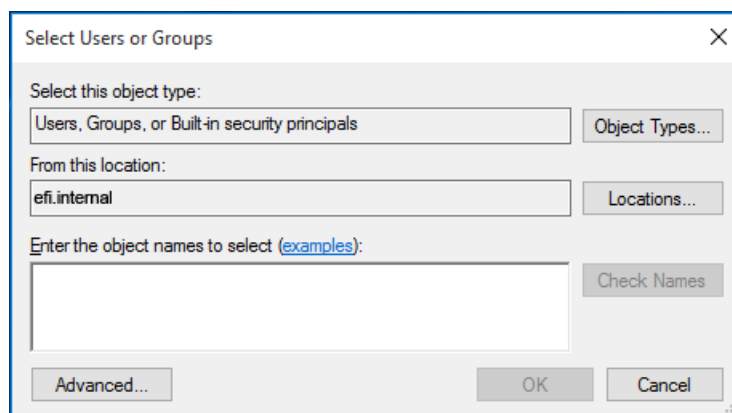 Select Users or Groups
Select this object type:
Users, Groups, or Built-in security principals
Object Types...
From this location:
efi.internal
Locations...
Enter the object names to select (examples):
Check Names
Advanced...
OK
Cancel